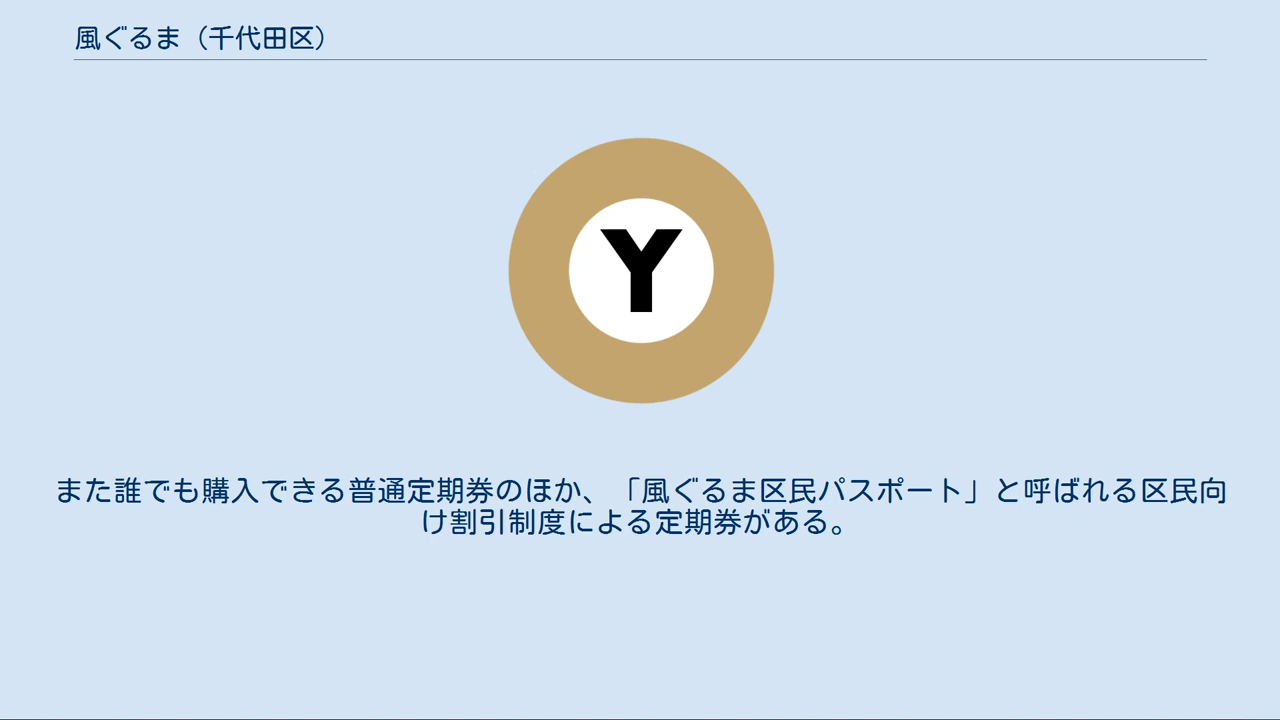 風ぐるま（千代田区）
Y
また誰でも購入できる普通定期券のほか、「風ぐるま区民パスポート」と呼ばれる区民向
け割引制度による定期券がある。